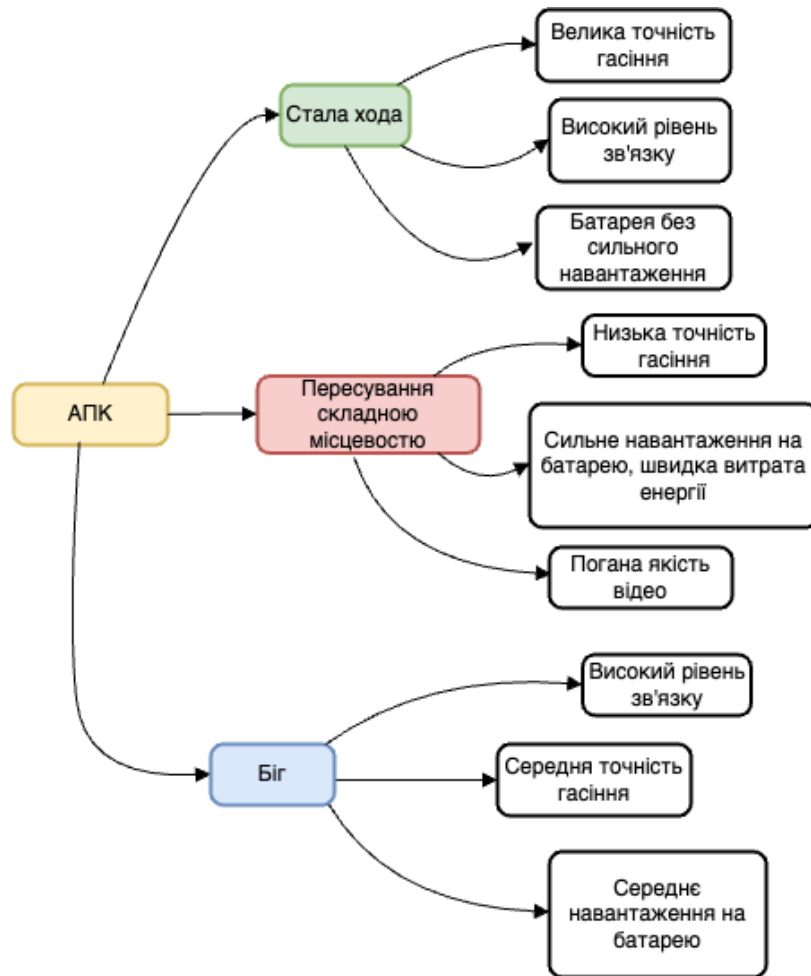 Велика точність
гасіння
Стала хода
Високий рівень
зв'язку
Батарея без
сильного
навантаження
Низька точність
гасіння
АПК
Пересування
складною
місцевостю
Сильне навантаження на
батарею, швидка витрата
енергії
Погана якість
відео
Високий рівень
зв'язку
Біг
Середня точність
гасіння
Середнє
навантаження на
батарею